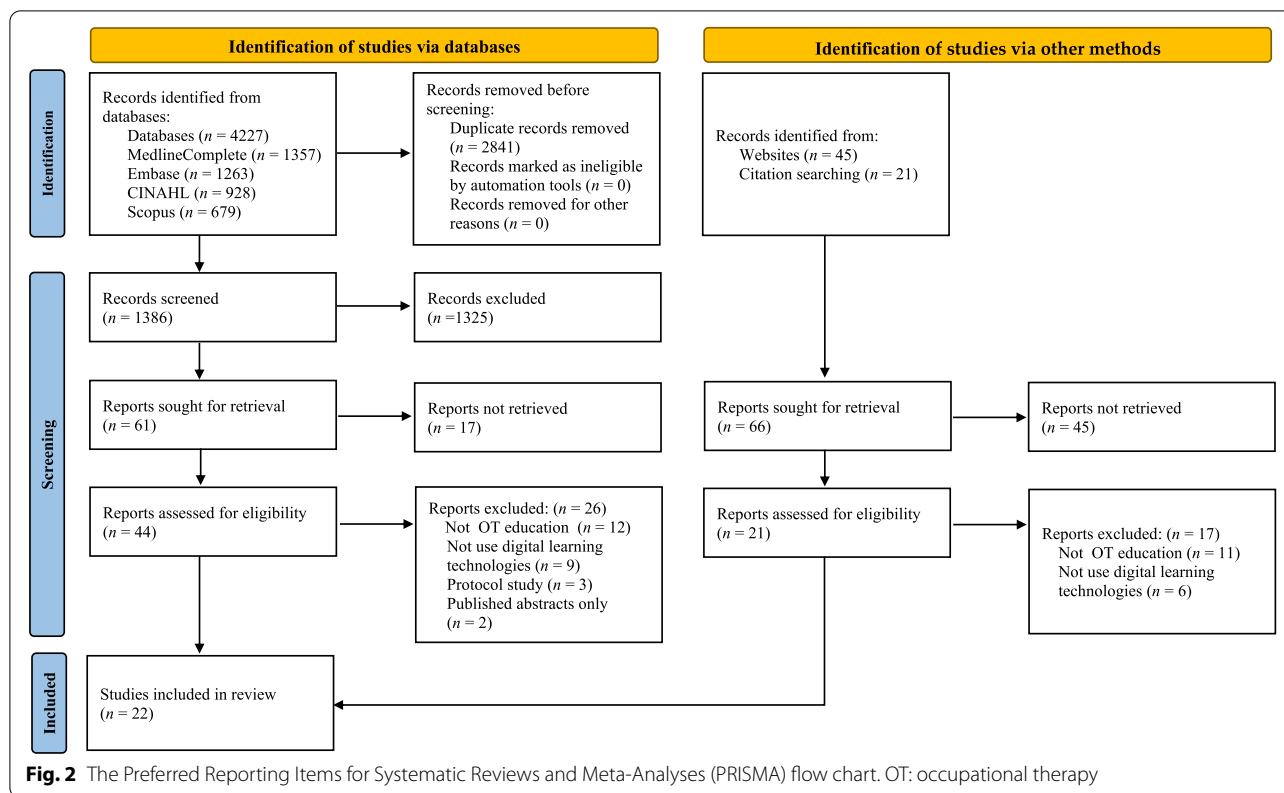 Identification of studies via databases
Identification of studies via other methods
Identification
Records identified from
databases:
Databases (n = 4227)
MedlineComplete (n = 1357)
Embase (n = 1263)
CINAHL (n = 928)
Scopus (n = 679)
Records removed before
screening:
Duplicate records removed
(n = 2841)
Records marked as ineligible
by automation tools (n = 0)
Records removed for other
reasons (n = 0)
Records identified from:
Websites (n = 45)
Citation searching (n = 21)
Screening
Records screened
(n = 1386)
Records excluded
(n =1325)
Reports sought for retrieval
(n = 61)
Reports not retrieved
(n = 17)
Reports sought for retrieval
(n = 66)
Reports not retrieved
(n = 45)
Reports assessed for eligibility
(n = 44)
Reports excluded: (n = 26)
Not OT education (n = 12)
Not use digital learning
technologies (n = 9)
Protocol study (n = 3)
Published abstracts only
(n = 2)
Reports assessed for eligibility
(n = 21)
Reports excluded: (n = 17)
Not OT education (n = 11)
Not use digital learning
technologies (n = 6)
Included
Studies included in review
(n = 22)
Fig. 2 The Preferred Reporting Items for Systematic Reviews and Meta-Analyses (PRISMA) flow chart. OT: occupational therapy